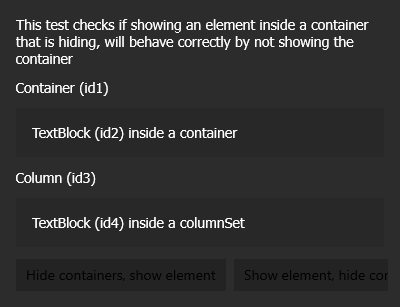 This test checks if showing an element inside a container
that is hiding, will behave correctly by not showing the
container
Container (id1)
TextBlock (id2) inside a container
Column (id3)
TextBlock (id4) inside a columnSet
Hide containers, show element
Show element, hide con